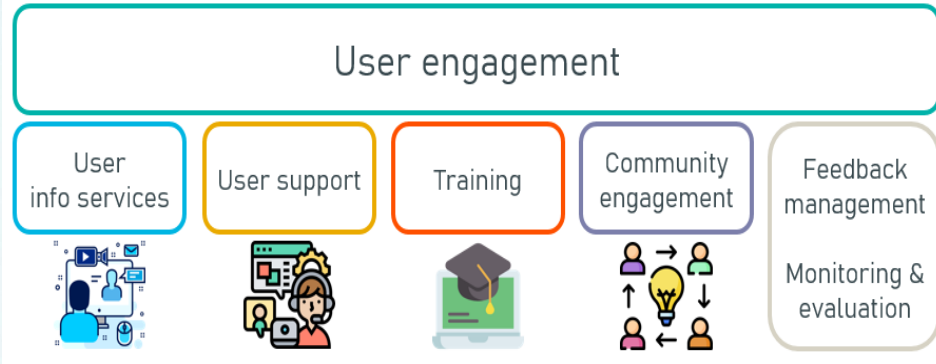 User engagement
User
info services
User support
Training
Community
engagement
Feedback
management
Monitoring &
evaluation